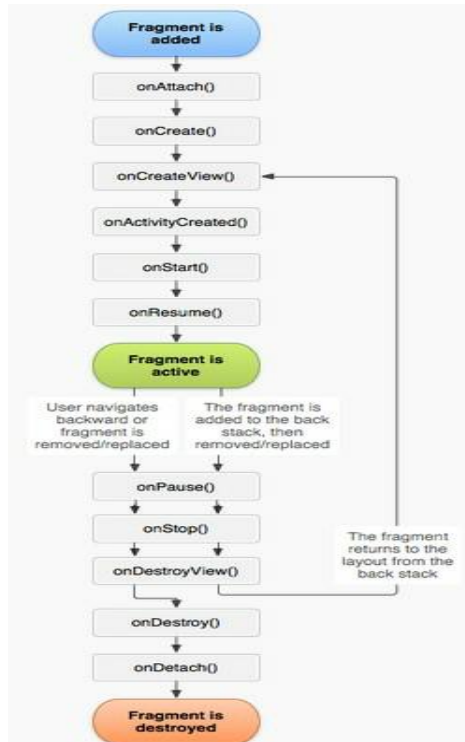 Fragment is
added
onAttach()
onCreate()
onCreateView()
onActivityCreated()
onStart()
onResume()
Fragment is
active
User navigates
backward or
fragment is
removed/replaced
The fragment is
added to the back
stack, then
removed/replaced
onPause()
onStop()
onDestroyView()
The fragment
returns to the
layout from the
back stack
onDestroy()
onDetach()
Fragment is
destroyed